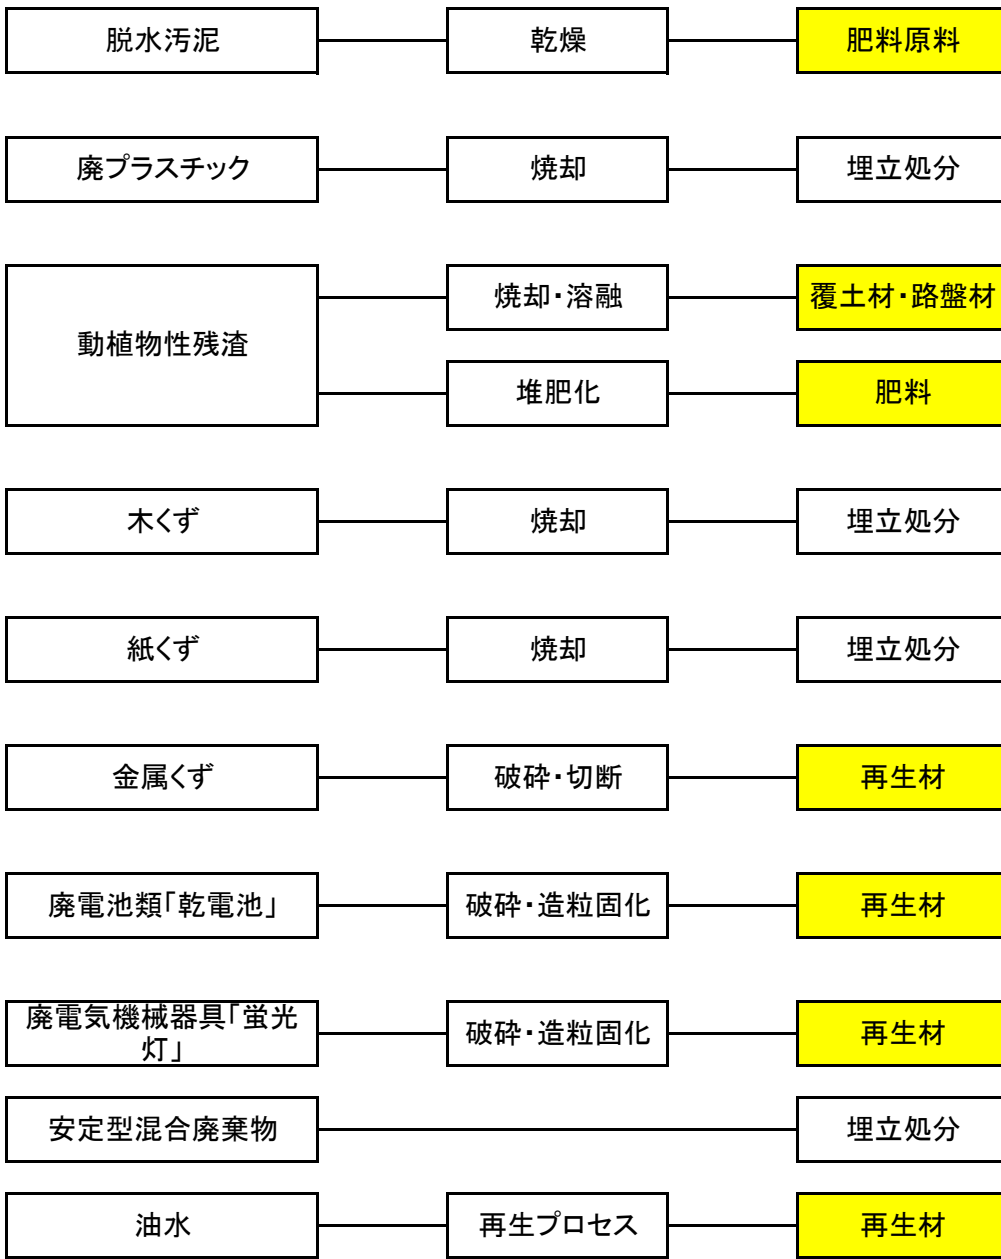 脱水汚泥 乾燥 肥料原料
廃プラスチック 焼却 埋立処分
焼却・溶融 覆土材・路盤材
動植物性残渣
堆肥化 肥料
木くず 焼却 埋立処分
紙くず 焼却 埋立処分
金属くず 破砕・切断 再生材
廃電池類「乾電池」 破砕・造粒固化 再生材
廃電気機械器具「蛍光
灯」 破砕・造粒固化 再生材
安定型混合廃棄物 埋立処分
油水 再生プロセス 再生材